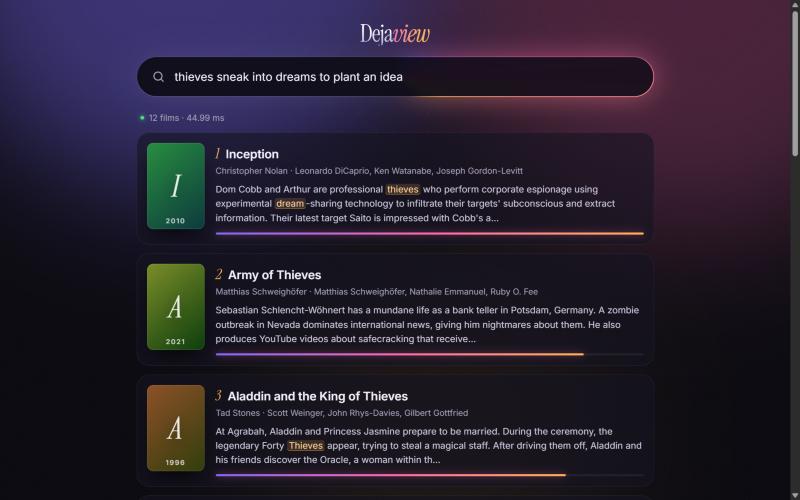 Dejaview
thieves sneak into dreams to plant an idea
12 films · 44.99 ms
I
2010
1 Inception
Christopher Nolan · Leonardo DiCaprio, Ken Watanabe, Joseph Gordon-Levitt
Dom Cobb and Arthur are professional thieves who perform corporate espionage using
experimental dream-sharing technology to infiltrate their targets' subconscious and extract
information. Their latest target Saito is impressed with Cobb's a...
A
2021
2 Army of Thieves
Matthias Schweighöfer · Matthias Schweighöfer, Nathalie Emmanuel, Ruby O. Fee
Sebastian Schlencht-Wöhnert has a mundane life as a bank teller in Potsdam, Germany. A zombie
outbreak in Nevada dominates international news, giving him nightmares about them. He also
produces YouTube videos about safecracking that receive...
A
1996
3 Aladdin and the King of Thieves
Tad Stones · Scott Weinger, John Rhys-Davies, Gilbert Gottfried
At Agrabah, Aladdin and Princess Jasmine prepare to be married. During the ceremony, the
legendary Forty Thieves appear, trying to steal a magical staff. After driving them off, Aladdin and
his friends discover the Oracle, a woman within th...